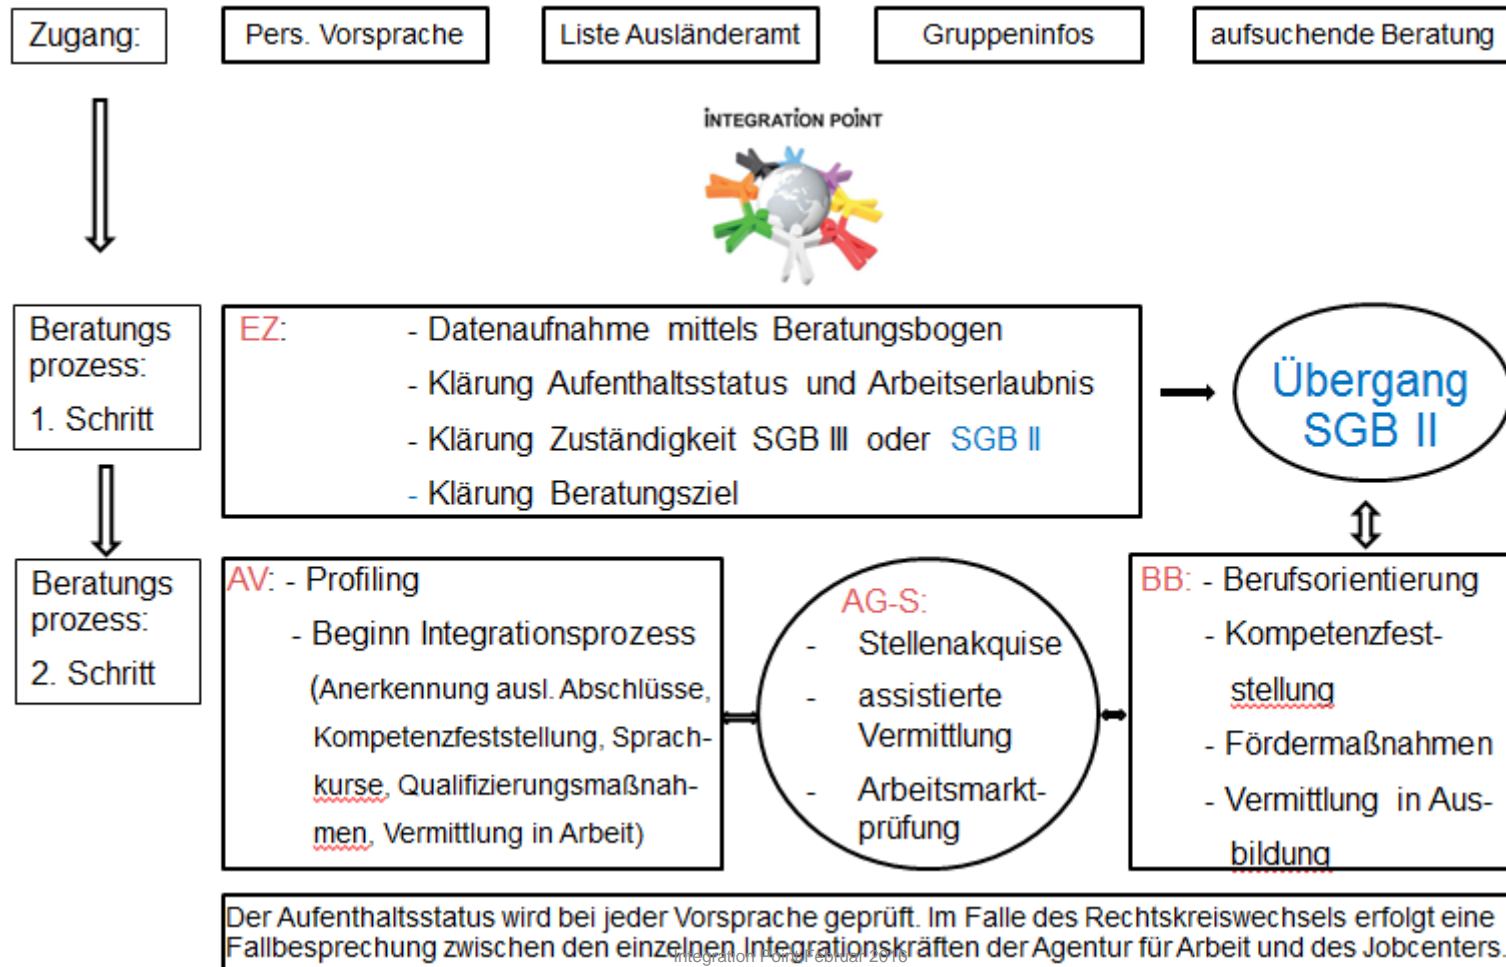 Zugang:
Pers. Vorsprache
Liste Ausländeramt
Gruppeninfos
aufsuchende Beratung
INTEGRATION POINT
Beratungs
prozess:
1. Schritt
EZ: - Datenaufnahme mittels Beratungsbogen
- Klärung Aufenthaltsstatus und Arbeitserlaubnis
- Klärung Zuständigkeit SGB III oder SGB II
- Klärung Beratungsziel
Übergang
SGB II
Beratungs
prozess:
2. Schritt
AV: - Profiling
- Beginn Integrationsprozess
(Anerkennung ausl. Abschlüsse,
Kompetenzfeststellung, Sprach-
kurse, Qualifizierungsmaßnah-
men, Vermittlung in Arbeit)
AG-S:
- Stellenakquise
- assistierte
Vermittlung
- Arbeitsmarkt-
prüfung
BB: - Berufsorientierung
- Kompetenzfest-
stellung
- Fördermaßnahmen
- Vermittlung in Aus-
bildung
Der Aufenthaltsstatus wird bei jeder Vorsprache geprüft. Im Falle des Rechtskreiswechsels erfolgt eine
Fallbesprechung zwischen den einzelnen Integrationskräften der Agentur für Arbeit und des Jobcenters.
Integration Point Februar 2016